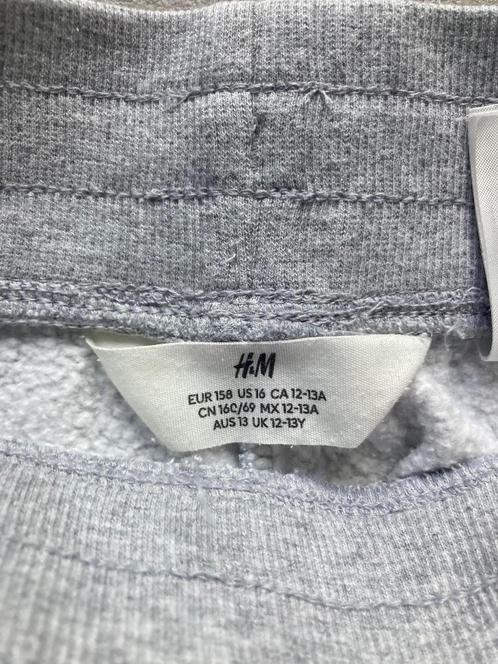 H&M
EUR 158 US 16 CA 12-13A
CN 160/69 MX 12-13A
AUS 13 UK 12-13Y